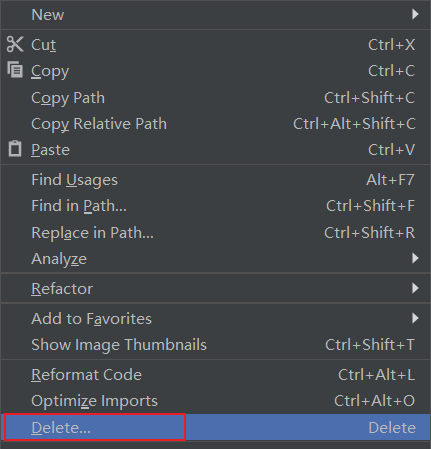 New
Cut Ctrl+X
Copy Ctrl+C
Copy Path Ctrl+Shift+C
Copy Relative Path Ctrl+Alt+Shift+C
Paste Ctrl+V
Find Usages Alt+F7
Find in Path... Ctrl+Shift+F
Replace in Path... Ctrl+Shift+R
Analyze
Refactor
Add to Favorites
Show Image Thumbnails Ctrl+Shift+T
Reformat Code Ctrl+Alt+L
Optimize Imports Ctrl+Alt+O
Delete... Delete